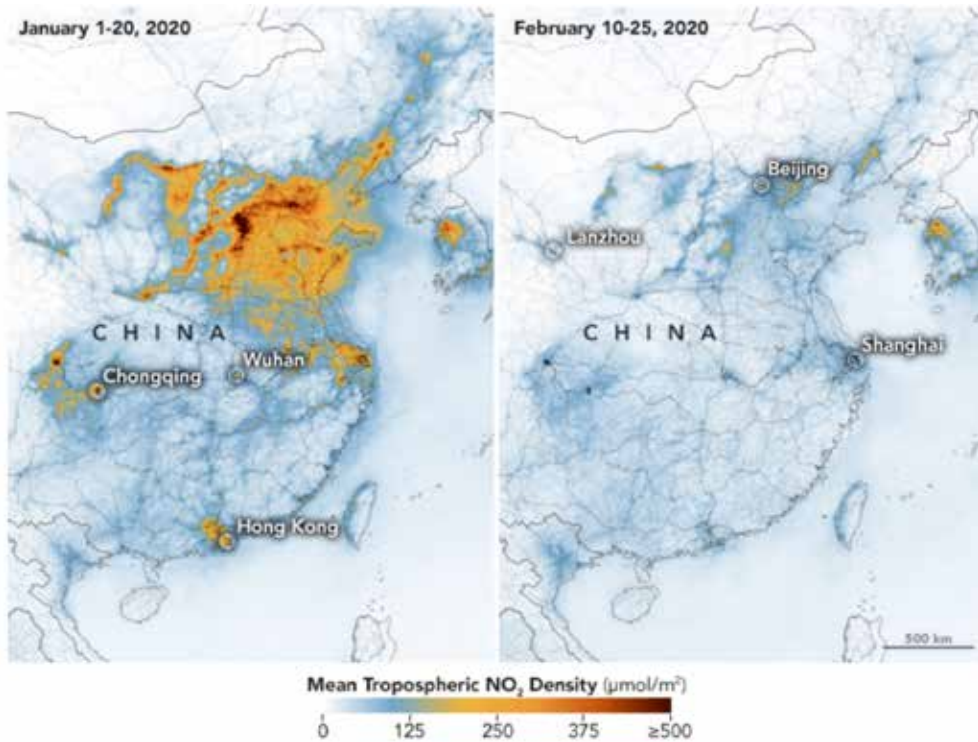 January 1-20, 2020
February 10-25, 2020
Beijing
Lanzhou
CHINA
CHINA
Wuhan
Shanghai
Chongqing
Hong Kong
500 km
Mean Tropospheric NO₂ Density (μmol/m²)
0 125 250 375 ≥500